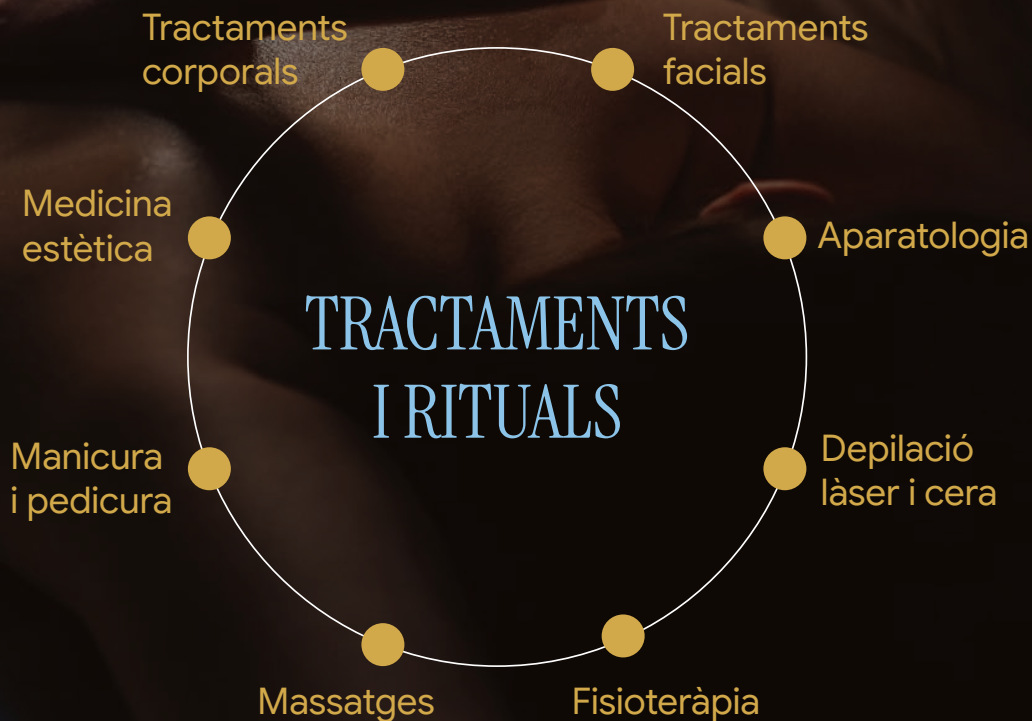 Tractaments
corporals
Tractaments
facials
Medicina
estètica
Aparatologia
TRACTAMENTS
I RITUALS
Manicura
i pedicura
Depilació
làser i cera
Massatges
Fisioteràpia